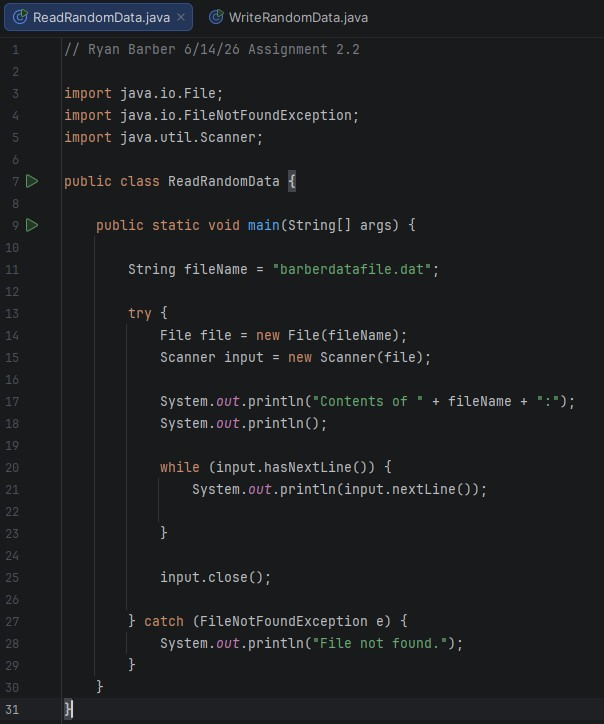 ReadRandomData.java × WriteRandomData.java
1 // Ryan Barber 6/14/26 Assignment 2.2
2
3 import java.io.File;
4 import java.io.FileNotFoundException;
5 import java.util.Scanner;
6
7 public class ReadRandomData {
8
9     public static void main(String[] args) {
10
11         String fileName = "barberdatafile.dat";
12
13         try {
14             File file = new File(fileName);
15             Scanner input = new Scanner(file);
16
17             System.out.println("Contents of " + fileName + ":");
18             System.out.println();
19
20             while (input.hasNextLine()) {
21                 System.out.println(input.nextLine());
22
23             }
24
25             input.close();
26
27         } catch (FileNotFoundException e) {
28             System.out.println("File not found.");
29         }
30     }
31 }